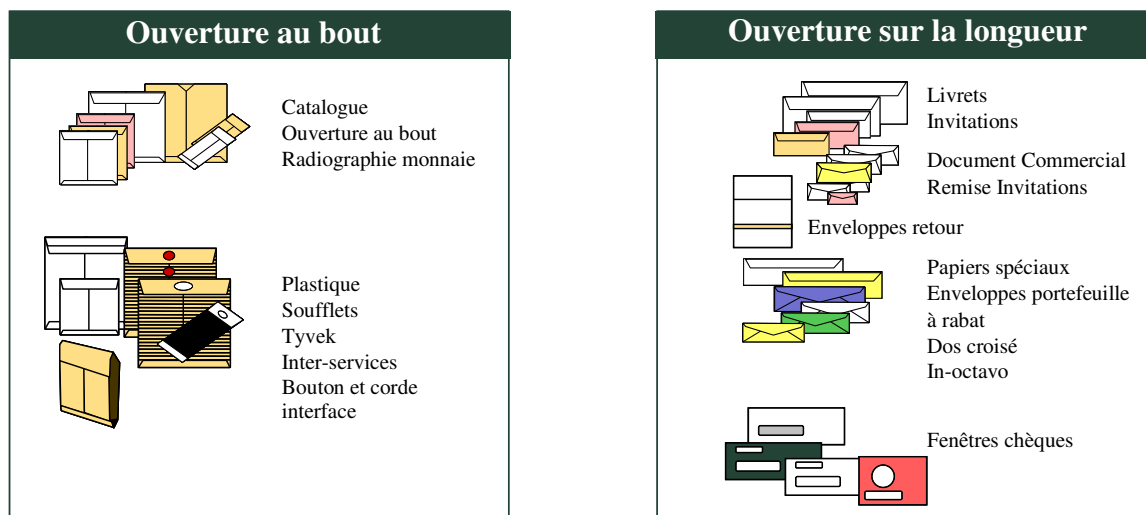 Ouverture au bout
Catalogue
Ouverture au bout
Radiographie monnaie
Plastique
Soufflets
Tyvek
Inter-services
Bouton et corde
interface
Ouverture sur la longueur
Livrets
Invitations
Document Commercial
Remise Invitations
Enveloppes retour
Papiers spéciaux
Enveloppes portefeuille
à rabat
Dos croisé
In-octavo
Fenêtres chèques